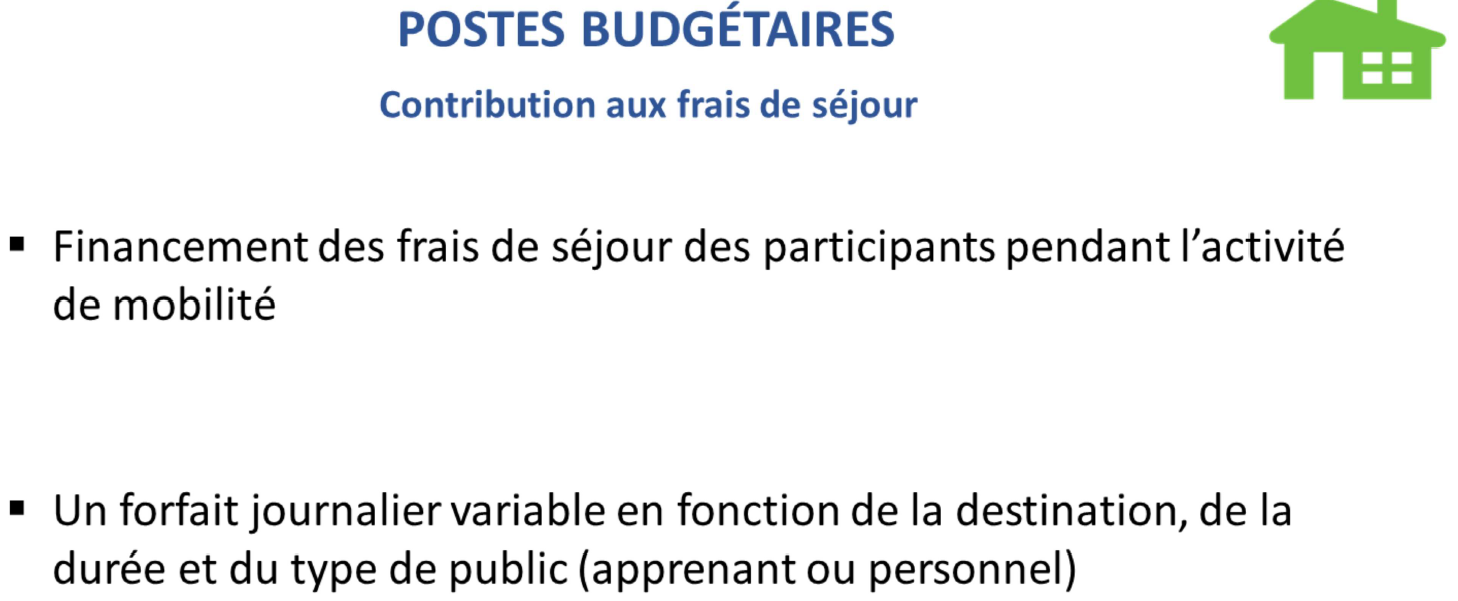 POSTES BUDGÉTAIRES
Contribution aux frais de séjour
▪ Financement des frais de séjour des participants pendant l’activité
de mobilité
▪ Un forfait journalier variable en fonction de la destination, de la
durée et du type de public (apprenant ou personnel)